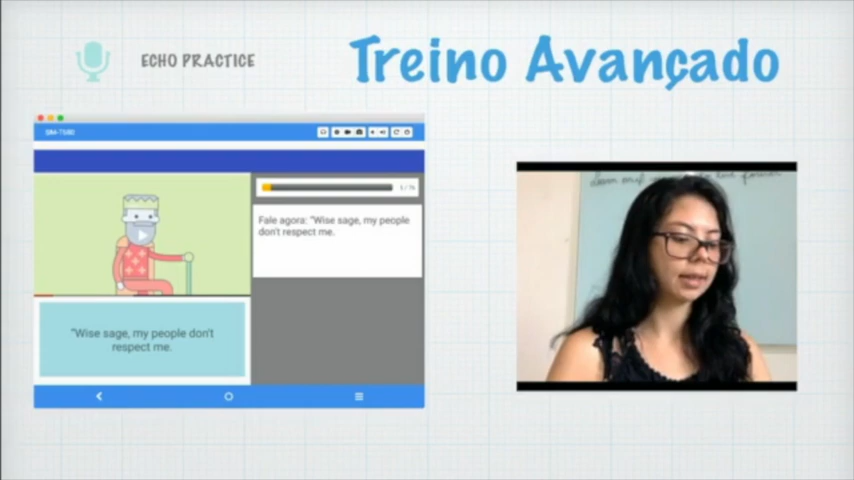 ECHO PRACTICE
Treino Avançado
Fale agora: "Wise sage, my people
don't respect me.
"Wise sage, my people don't
respect me.